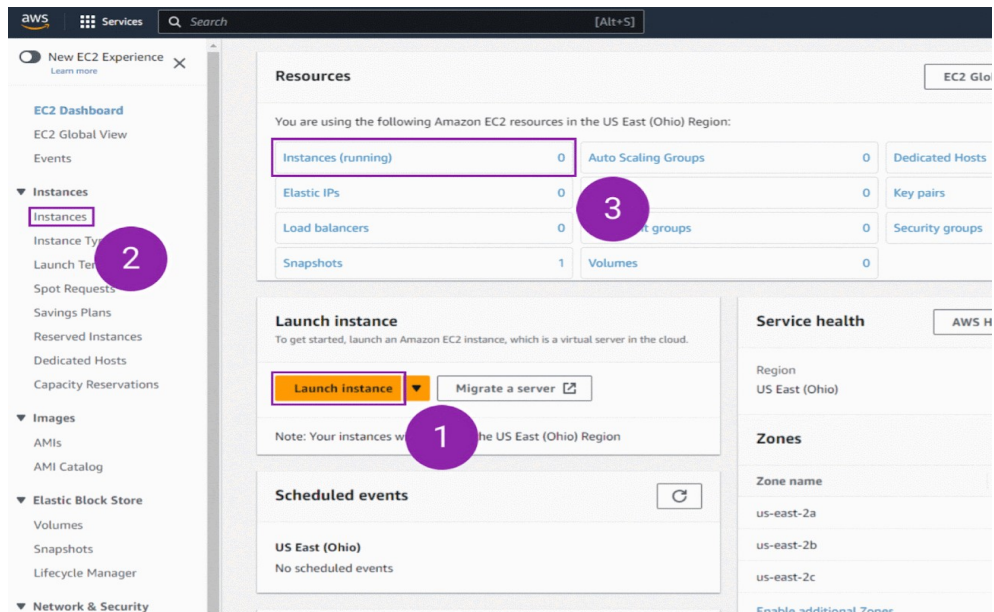 aws Services Search [Alt+S]
New EC2 Experience
Learn more
EC2 Dashboard
EC2 Global View
Events
Instances
Instances
Instance
Launch
Spot Requests
Savings Plans
Reserved Instances
Dedicated Hosts
Capacity Reservations
Images
AMIs
AMI Catalog
Elastic Block Store
Volumes
Snapshots
Lifecycle Manager
Network & Security
2
Resources
EC2
You are using the following Amazon EC2 resources in the US East (Ohio) Region:
Instances (running) 0 Auto Scaling Groups 0 Dedicated Hosts
Elastic IPs 0 0 Key pairs
Load balancers 0 groups 0 Security groups
Snapshots 1 Volumes 0
3
Launch instance
To get started, launch an Amazon EC2 instance, which is a virtual server in the cloud.
Launch instance Migrate a server
1
Note: Your instances the US East (Ohio) Region
Scheduled events
US East (Ohio)
No scheduled events
Service health
AWS
Region
US East (Ohio)
Zones
Zone name
us-east-2a
us-east-2b
us-east-2c
Enable additional Zones